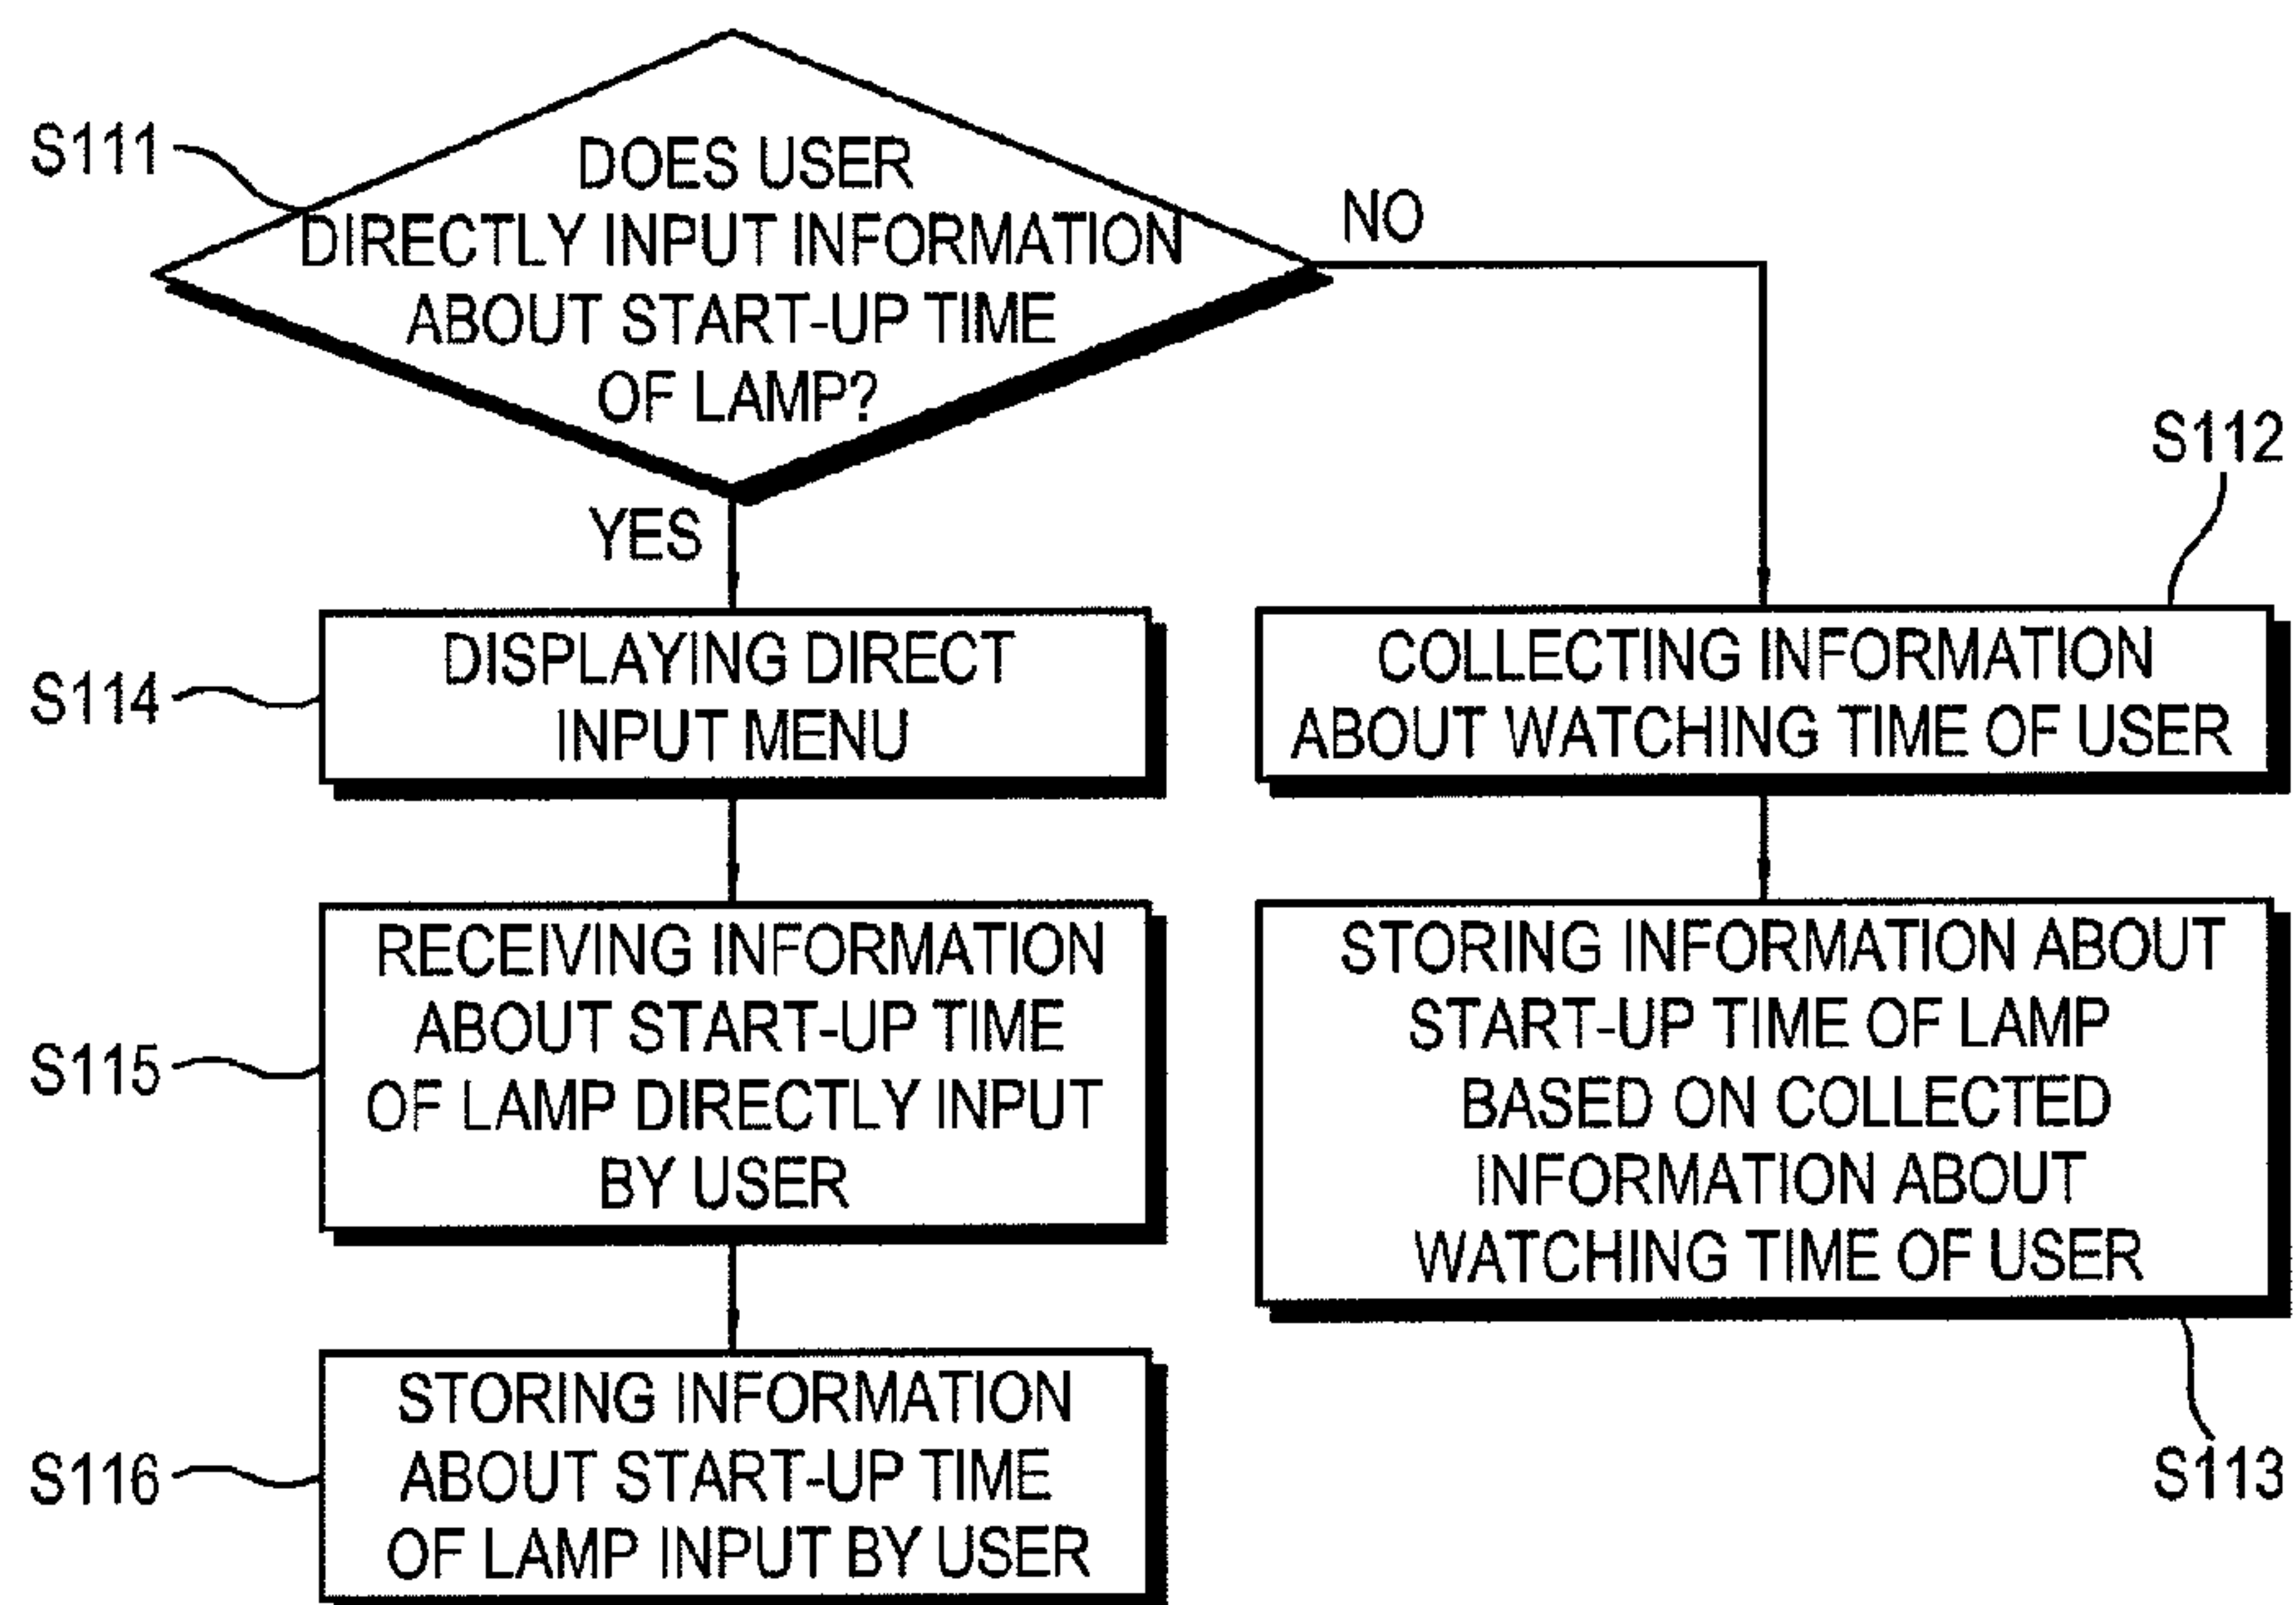 S111
DOES USER
DIRECTLY INPUT INFORMATION
ABOUT START-UP TIME
OF LAMP?
NO
YES
S112
S114
DISPLAYING DIRECT
INPUT MENU
COLLECTING INFORMATION
ABOUT WATCHING TIME OF USER
S115
RECEIVING INFORMATION
ABOUT START-UP TIME
OF LAMP DIRECTLY INPUT
BY USER
STORING INFORMATION ABOUT
START-UP TIME OF LAMP
BASED ON COLLECTED
INFORMATION ABOUT
WATCHING TIME OF USER
S113
S116
STORING INFORMATION
ABOUT START-UP TIME
OF LAMP INPUT BY USER